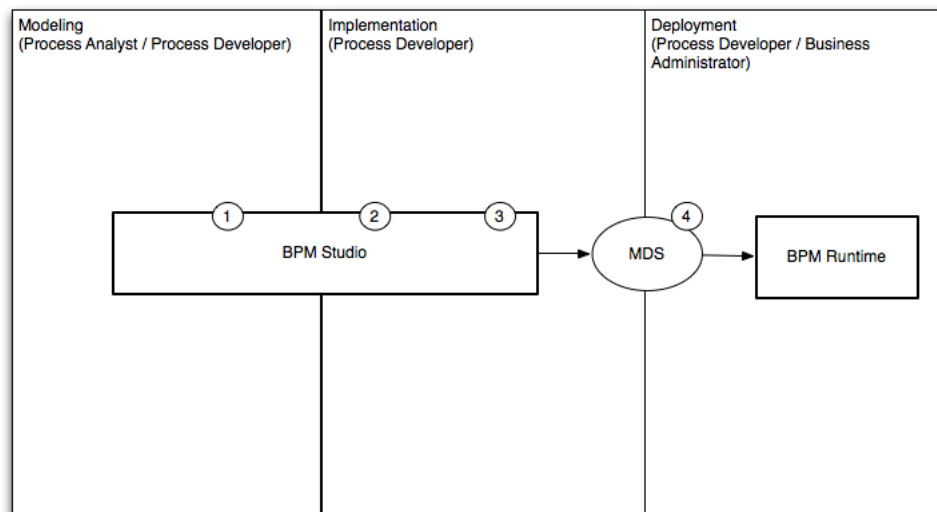 Modeling
(Process Analyst / Process Developer)
Implementation
(Process Developer)
Deployment
(Process Developer / Business
Administrator)
1
2
3
4
BPM Studio
MDS
BPM Runtime